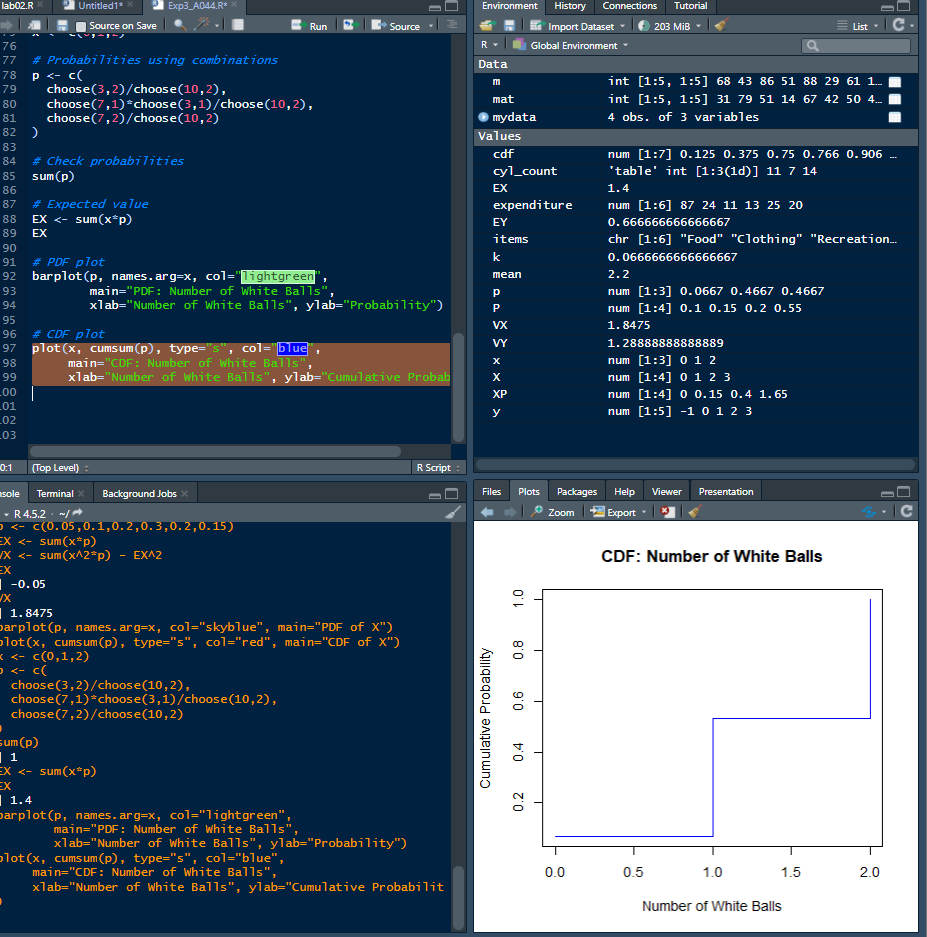 lab02.R
Untitled1*
Exp3_A044.R*
Source on Save
Run
Source
76
77 # Probabilities using combinations
78 p <- c(
79 choose(3,2)/choose(10,2),
80 choose(7,1)*choose(3,1)/choose(10,2),
81 choose(7,2)/choose(10,2)
82 )
83
84 # Check probabilities
85 sum(p)
86
87 # Expected value
88 EX <- sum(x*p)
89 EX
90
91 # PDF plot
92 barplot(p, names.arg=x, col="lightgreen",
93 main="PDF: Number of White Balls",
94 xlab="Number of White Balls", ylab="Probability")
95
96 # CDF plot
97 plot(x, cumsum(p), type="s", col="blue",
98 main="CDF: Number of White Balls",
99 xlab="Number of White Balls", ylab="Cumulative Probab
100
01
02
03
0:1 (Top Level) R Script
nsole Terminal Background Jobs
R 4.5.2 · ~/
p <- c(0.05,0.1,0.2,0.3,0.2,0.15)
EX <- sum(x*p)
VX <- sum(x^2*p) - EX^2
EX
] -0.05
VX
] 1.8475
barplot(p, names.arg=x, col="skyblue", main="PDF of X")
plot(x, cumsum(p), type="s", col="red", main="CDF of X")
x <- c(0,1,2)
p <- c(
choose(3,2)/choose(10,2),
choose(7,1)*choose(3,1)/choose(10,2),
choose(7,2)/choose(10,2)
)
sum(p)
] 1
EX <- sum(x*p)
EX
] 1.4
barplot(p, names.arg=x, col="lightgreen",
main="PDF: Number of White Balls",
xlab="Number of White Balls", ylab="Probability")
plot(x, cumsum(p), type="s", col="blue",
main="CDF: Number of White Balls",
xlab="Number of White Balls", ylab="Cumulative Probabilit
)
Environment History Connections Tutorial
Import Dataset 203 MiB List
R Global Environment
Data
m int [1:5, 1:5] 68 43 86 51 88 29 61 1…
mat int [1:5, 1:5] 31 79 51 14 67 42 50 4…
mydata 4 obs. of 3 variables
Values
cdf num [1:7] 0.125 0.375 0.75 0.766 0.906 …
cyl_count 'table' int [1:3(1d)] 11 7 14
EX 1.4
expenditure num [1:6] 87 24 11 13 25 20
EY 0.666666666666667
items chr [1:6] "Food" "Clothing" "Recreation…
k 0.0666666666666667
mean 2.2
p num [1:3] 0.0667 0.4667 0.4667
P num [1:4] 0.1 0.15 0.2 0.55
VX 1.8475
VY 1.28888888888889
x num [1:3] 0 1 2
X num [1:4] 0 1 2 3
XP num [1:4] 0 0.15 0.4 1.65
y num [1:5] -1 0 1 2 3
Files Plots Packages Help Viewer Presentation
Zoom Export
CDF: Number of White Balls
Cumulative Probability
1.0
0.8
0.6
0.4
0.2
0.0 0.5 1.0 1.5 2.0
Number of White Balls